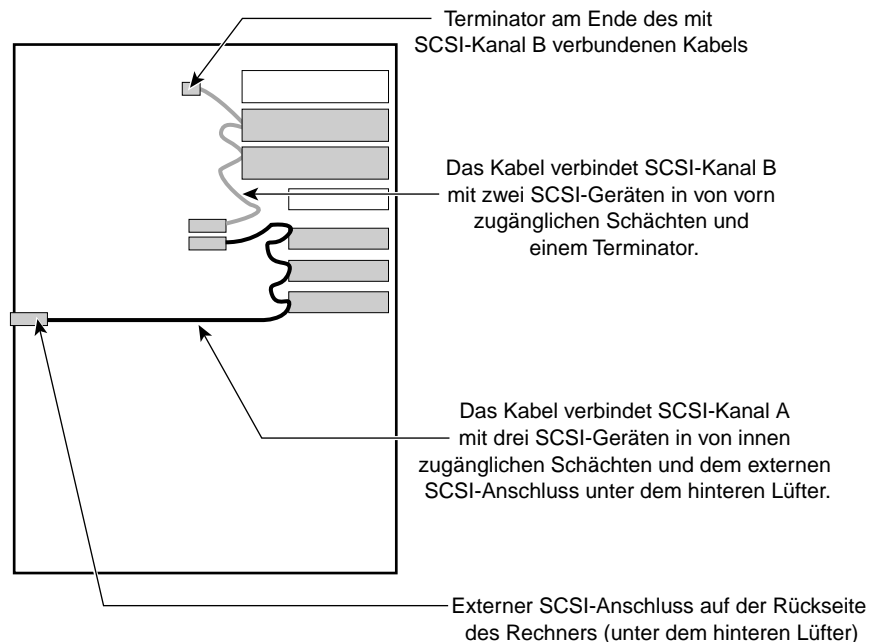 Terminator am Ende des mit
SCSI-Kanal B verbundenen Kabels
Das Kabel verbindet SCSI-Kanal B
mit zwei SCSI-Geräten in von vorn
zugänglichen Schächten und
einem Terminator.
Das Kabel verbindet SCSI-Kanal A
mit drei SCSI-Geräten in von innen
zugänglichen Schächten und dem externen
SCSI-Anschluss unter dem hinteren Lüfter.
Externer SCSI-Anschluss auf der Rückseite
des Rechners (unter dem hinteren Lüfter)